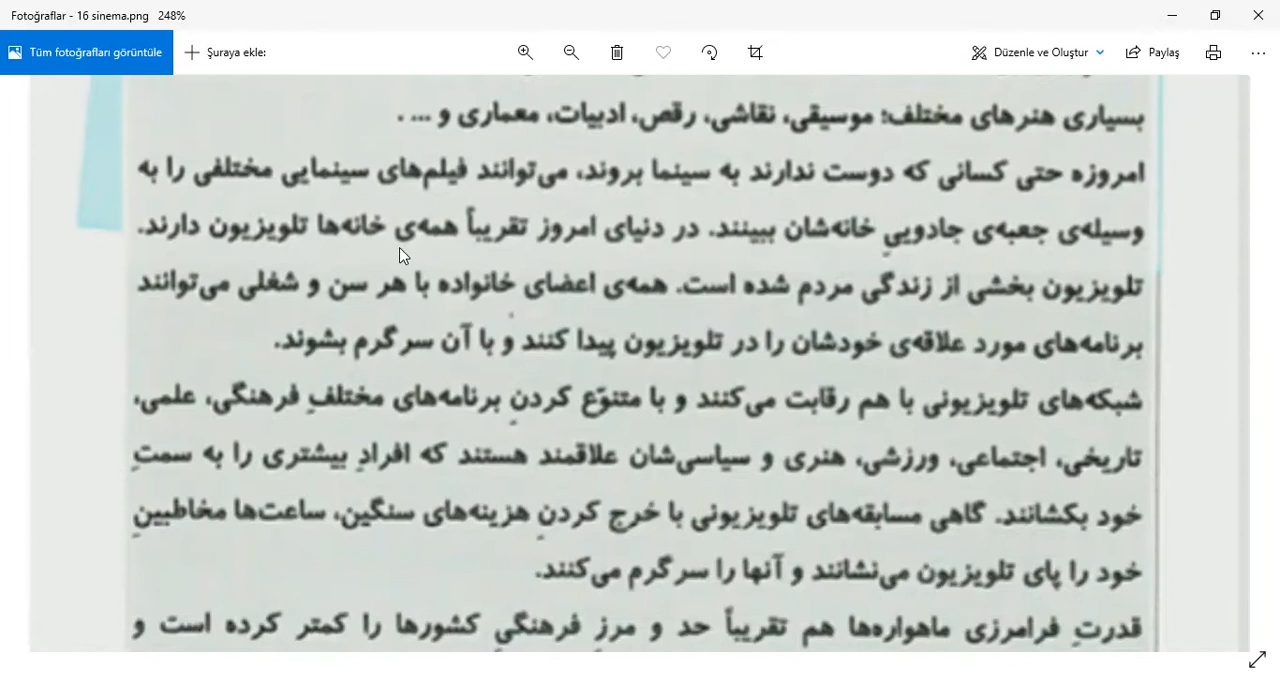 Fotoğraflar - 16 sinema.png   248%
Tüm fotoğrafları görüntüle
Şuraya ekle:
Düzenle ve Oluştur
Paylaş
بسیاری هنرهای مختلف؛ موسیقی، نقاشی، رقص، ادبیات، معماری و ... .
امروزه حتی کسانی که دوست ندارند به سینما بروند، می‌توانند فیلم‌های سینمایی مختلفی را به
وسیله‌ی جعبه‌ی جادوییِ خانه‌شان ببینند. در دنیای امروز تقریباً همه‌ی خانه‌ها تلویزیون دارند.
تلویزیون بخشی از زندگی مردم شده است. همه‌ی اعضای خانواده با هر سن و شغلی می‌توانند
برنامه‌های مورد علاقه‌ی خودشان را در تلویزیون پیدا کنند و با آن سرگرم بشوند.
شبکه‌های تلویزیونی با هم رقابت می‌کنند و با متنوّع کردنِ برنامه‌های مختلفِ فرهنگی، علمی،
تاریخی، اجتماعی، ورزشی، هنری و سیاسی‌شان علاقمند هستند که افرادِ بیشتری را به سمتِ
خود بکشانند. گاهی مسابقه‌های تلویزیونی با خرج کردنِ هزینه‌های سنگین، ساعت‌ها مخاطبینِ
خود را پای تلویزیون می‌نشانند و آنها را سرگرم می‌کنند.
قدرتِ فرامرزی ماهواره‌ها هم تقریباً حد و مرزِ فرهنگیِ کشورها را کمتر کرده است و